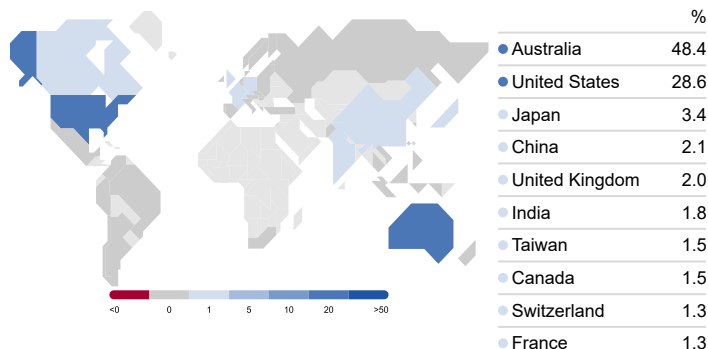 %
Australia 48.4
United States 28.6
Japan 3.4
China 2.1
United Kingdom 2.0
India 1.8
Taiwan 1.5
Canada 1.5
Switzerland 1.3
France 1.3
<0 0 1 5 10 20 >50